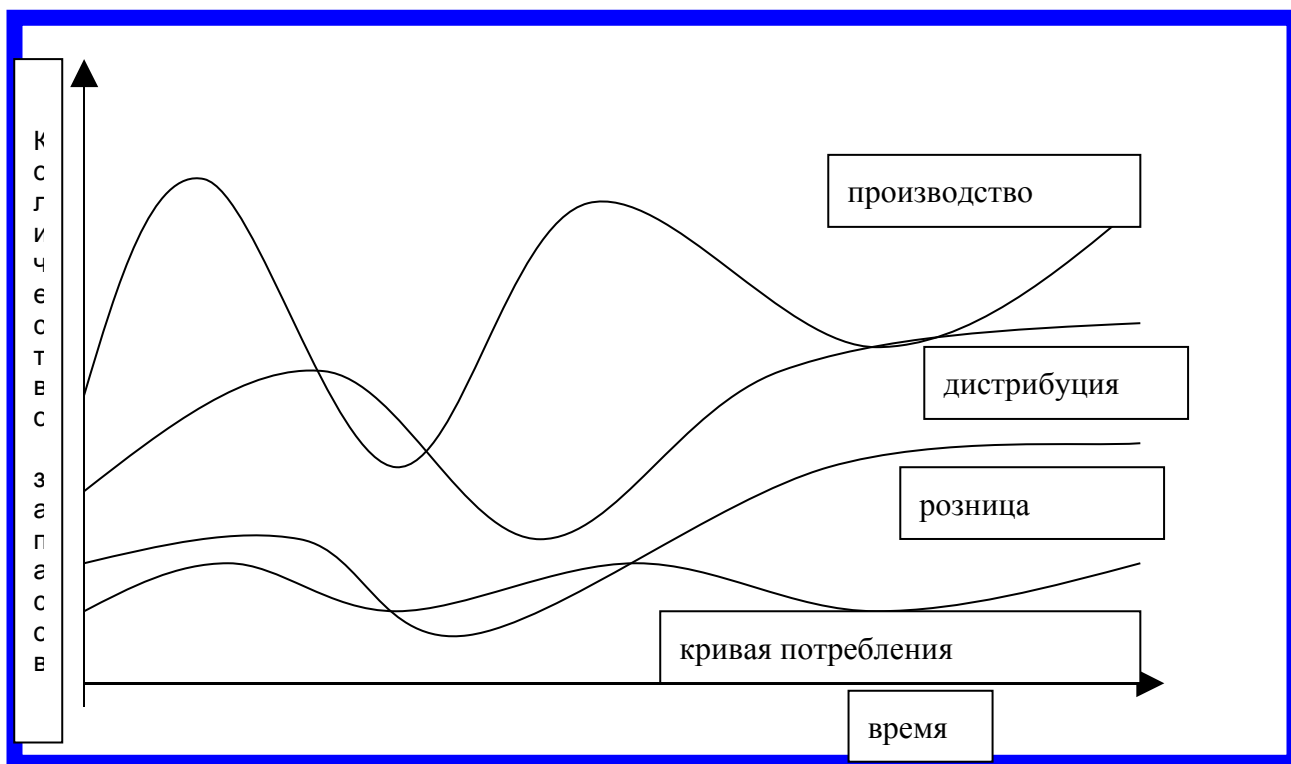 Количество запасов
производство
дистрибуция
розница
кривая потребления
время